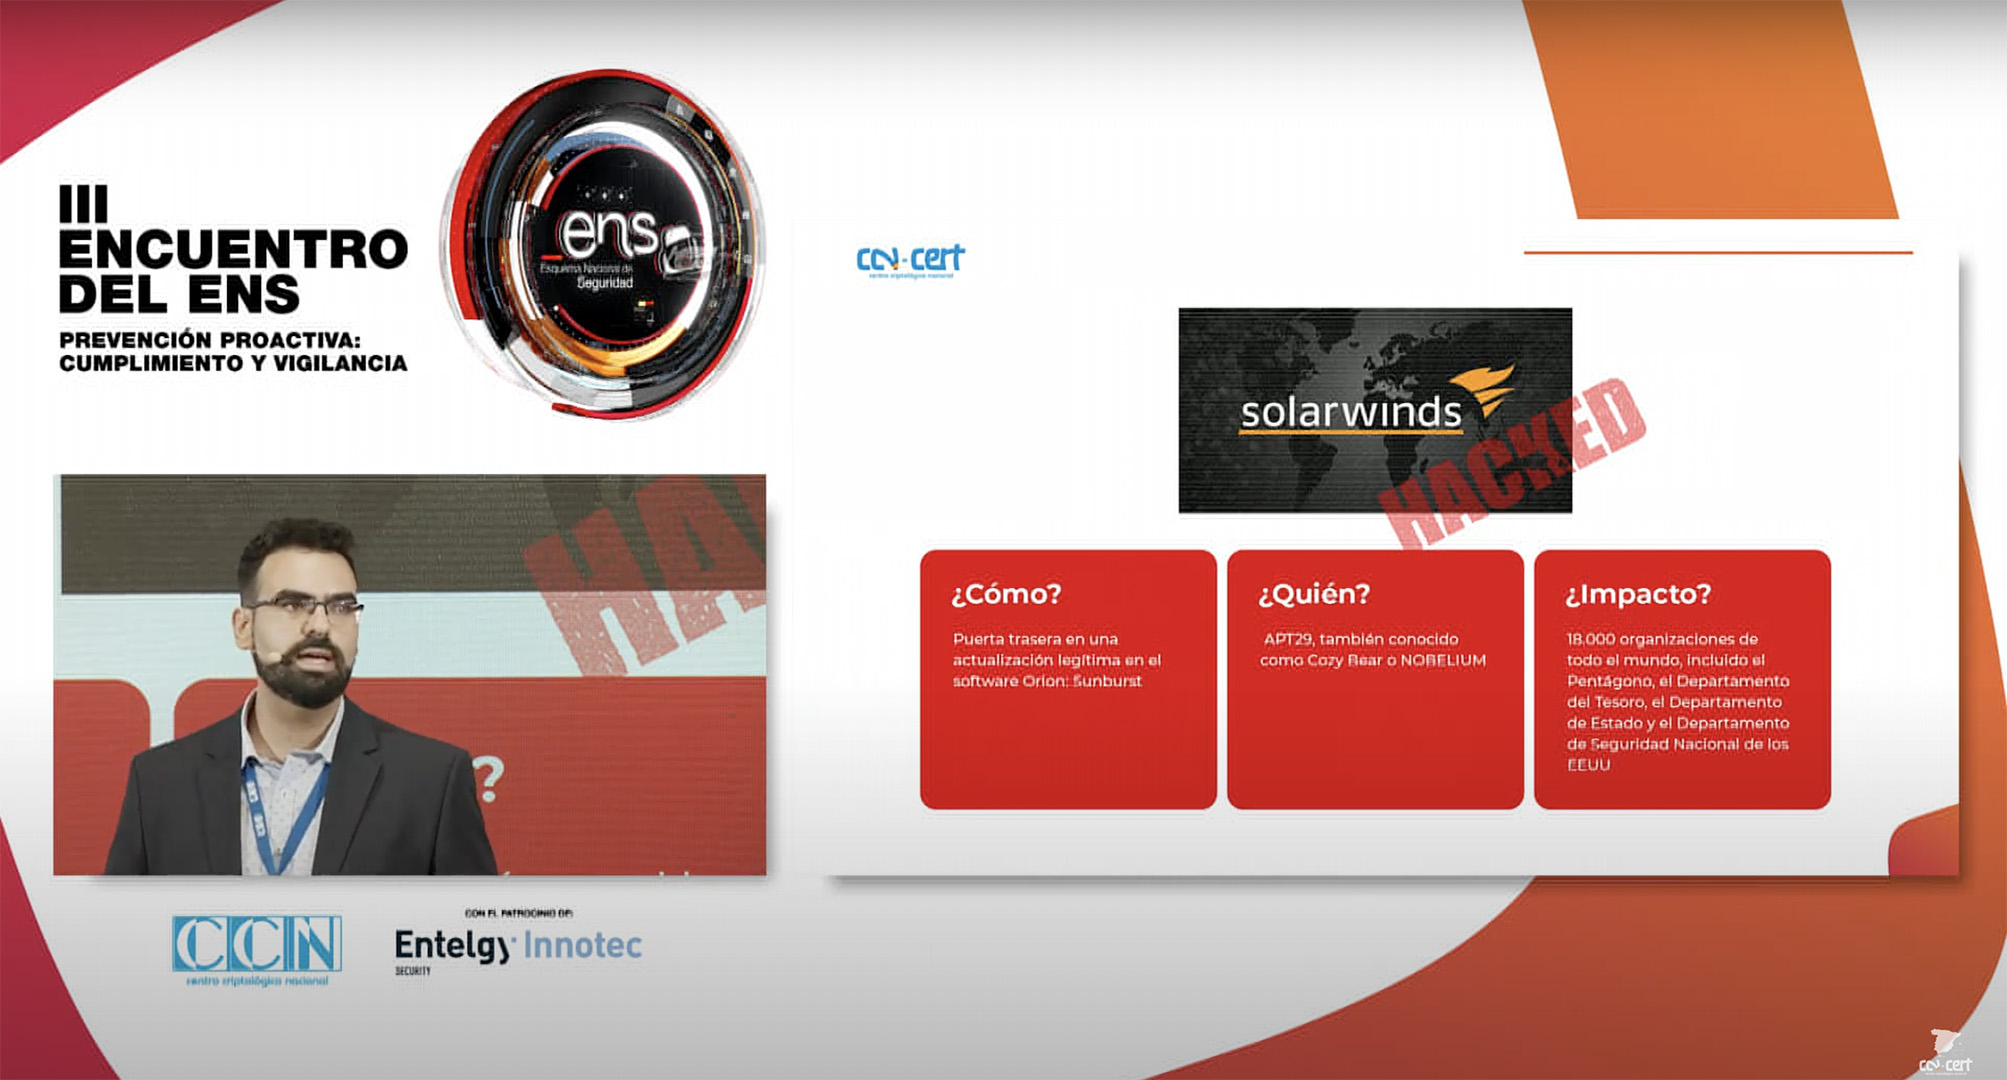 III
ENCUENTRO
DEL ENS
PREVENCIÓN PROACTIVA:
CUMPLIMIENTO Y VIGILANCIA
ens
Esquema Nacional de
Seguridad
ccn-cert
centro criptológico nacional
solarwinds
HACKED
¿Cómo?
Puerta trasera en una
actualización legítima en el
software Orion: Sunburst
¿Quién?
APT29, también conocido
como Cozy Bear o NOBELIUM
¿Impacto?
18.000 organizaciones de
todo el mundo, incluido el
Pentágono, el Departamento
del Tesoro, el Departamento
de Estado y el Departamento
de Seguridad Nacional de los
EEUU
HA
?
CCN
centro criptológico nacional
CON EL PATROCINIO DE:
Entelgy Innotec
SECURITY
ccn-cert